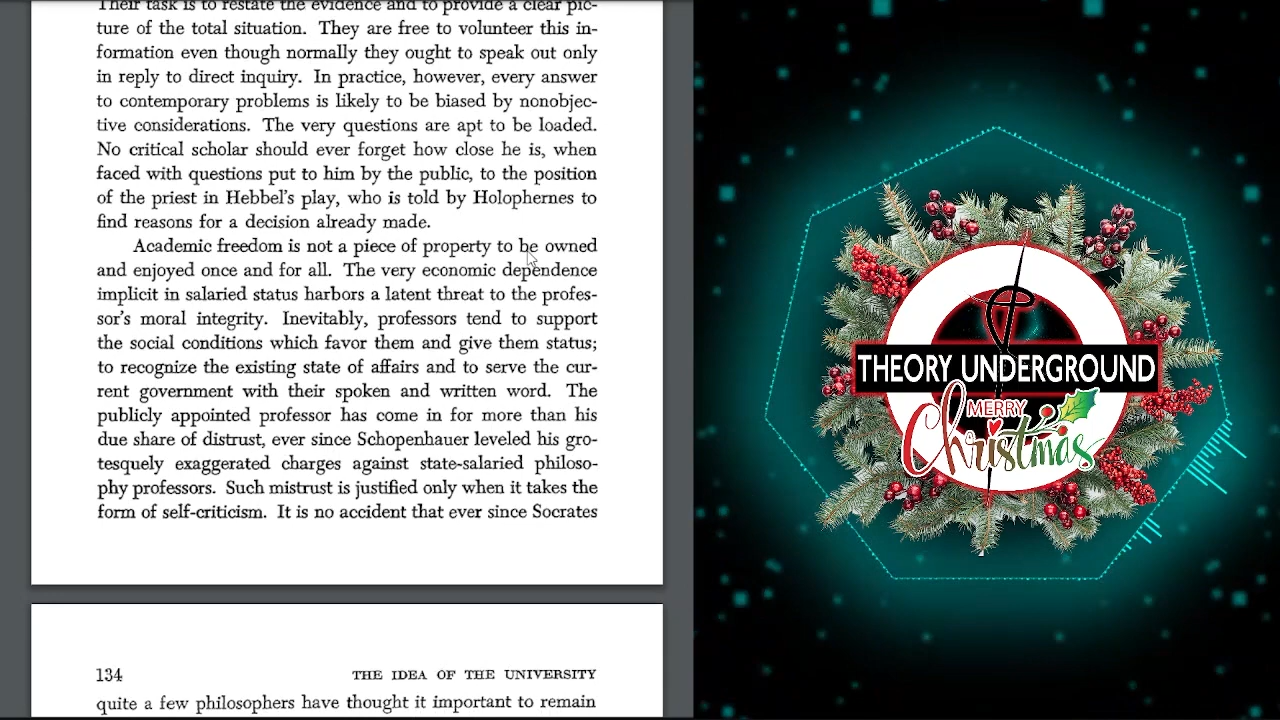 Their task is to restate the evidence and to provide a clear pic-
ture of the total situation. They are free to volunteer this in-
formation even though normally they ought to speak out only
in reply to direct inquiry. In practice, however, every answer
to contemporary problems is likely to be biased by nonobjec-
tive considerations. The very questions are apt to be loaded.
No critical scholar should ever forget how close he is, when
faced with questions put to him by the public, to the position
of the priest in Hebbel's play, who is told by Holophernes to
find reasons for a decision already made.
Academic freedom is not a piece of property to be owned
and enjoyed once and for all. The very economic dependence
implicit in salaried status harbors a latent threat to the profes-
sor's moral integrity. Inevitably, professors tend to support
the social conditions which favor them and give them status;
to recognize the existing state of affairs and to serve the cur-
rent government with their spoken and written word. The
publicly appointed professor has come in for more than his
due share of distrust, ever since Schopenhauer leveled his gro-
tesquely exaggerated charges against state-salaried philoso-
phy professors. Such mistrust is justified only when it takes the
form of self-criticism. It is no accident that ever since Socrates
134 THE IDEA OF THE UNIVERSITY
quite a few philosophers have thought it important to remain
THEORY UNDERGROUND
MERRY
Christmas